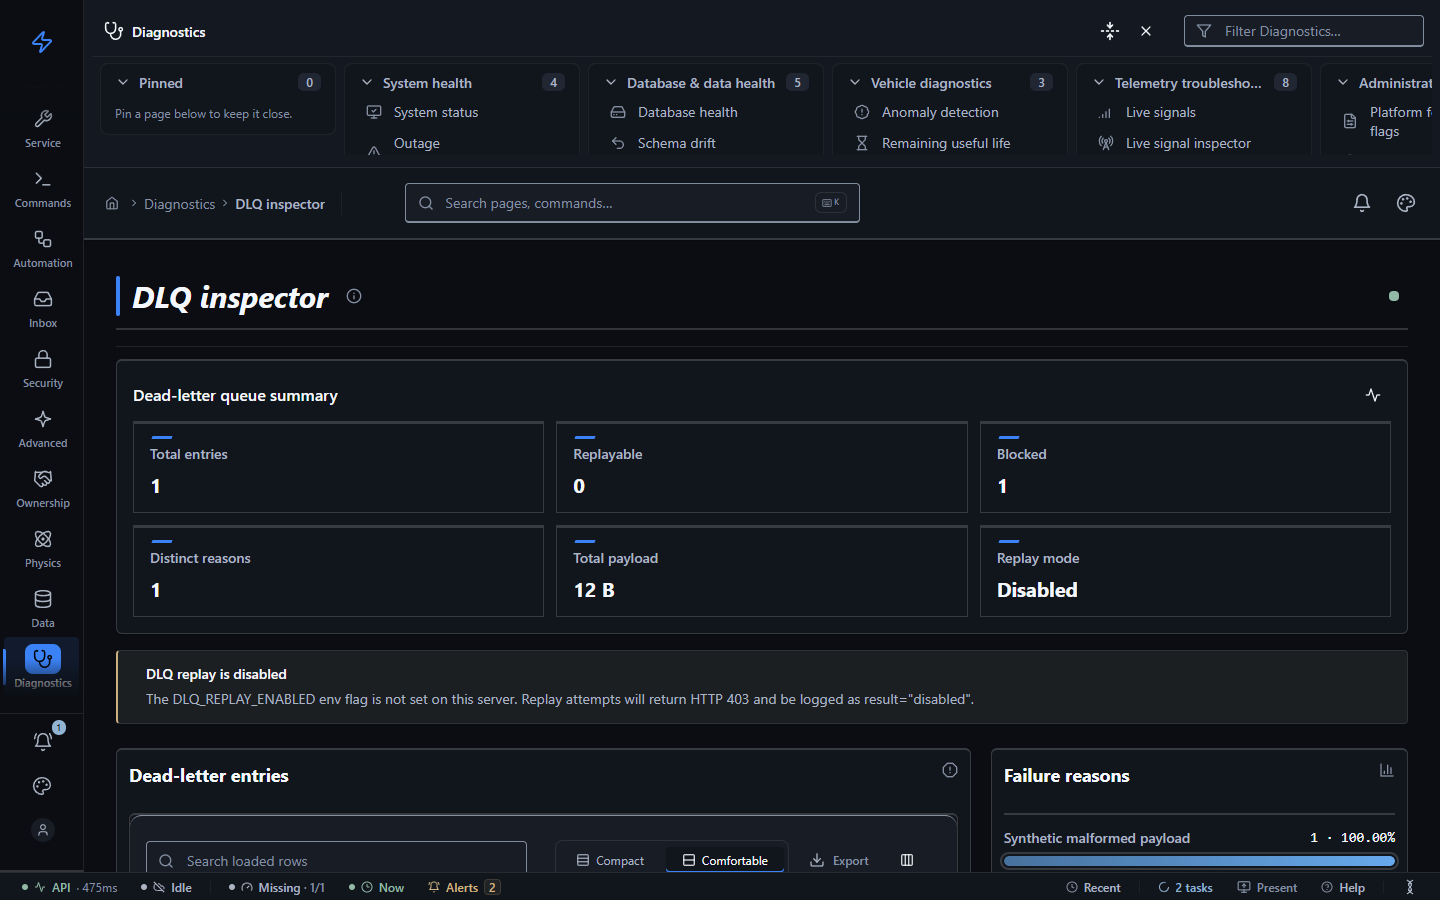 Diagnostics
Filter Diagnostics...
Pinned 0
Pin a page below to keep it close.
System health 4
System status
Outage
Database & data health 5
Database health
Schema drift
Vehicle diagnostics 3
Anomaly detection
Remaining useful life
Telemetry troublesho... 8
Live signals
Live signal inspector
Administrat
Platform f
flags
Service
Commands
Automation
Inbox
Security
Advanced
Ownership
Physics
Data
Diagnostics
1
Diagnostics
DLQ inspector
Search pages, commands...
K
DLQ inspector
Dead-letter queue summary
Total entries
1
Replayable
0
Blocked
1
Distinct reasons
1
Total payload
12 B
Replay mode
Disabled
DLQ replay is disabled
The DLQ_REPLAY_ENABLED env flag is not set on this server. Replay attempts will return HTTP 403 and be logged as result="disabled".
Dead-letter entries
Search loaded rows
Compact
Comfortable
Export
Failure reasons
Synthetic malformed payload 1 · 100.00%
API · 475ms
Idle
Missing · 1/1
Now
Alerts 2
Recent
2 tasks
Present
Help